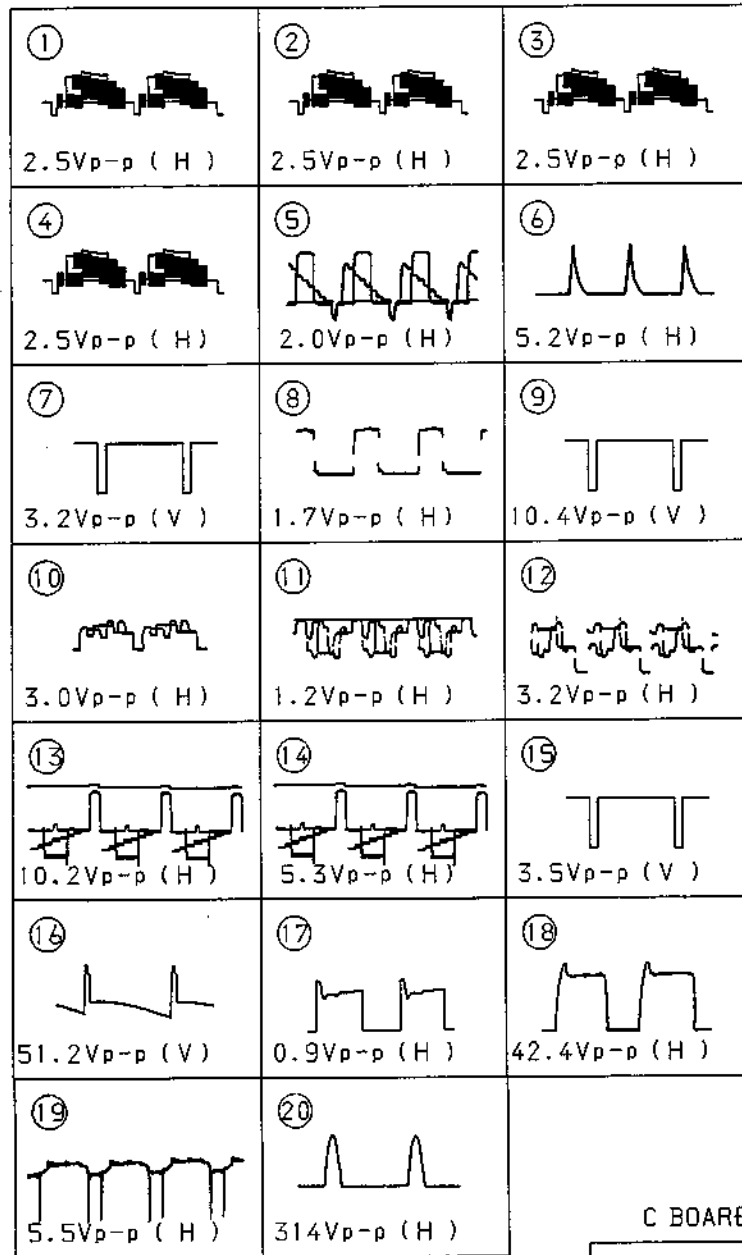 ① ② ③
2.5Vp-p ( H ) 2.5Vp-p ( H ) 2.5Vp-p ( H )
④ ⑤ ⑥
2.5Vp-p ( H ) 2.0Vp-p ( H ) 5.2Vp-p ( H )
⑦ ⑧ ⑨
3.2Vp-p ( V ) 1.7Vp-p ( H ) 10.4Vp-p ( V )
⑩ ⑪ ⑫
3.0Vp-p ( H ) 1.2Vp-p ( H ) 3.2Vp-p ( H )
⑬ ⑭ ⑮
10.2Vp-p ( H ) 5.3Vp-p ( H ) 3.5Vp-p ( V )
⑯ ⑰ ⑱
51.2Vp-p ( V ) 0.9Vp-p ( H ) 42.4Vp-p ( H )
⑲ ⑳
5.5Vp-p ( H ) 314Vp-p ( H )
C